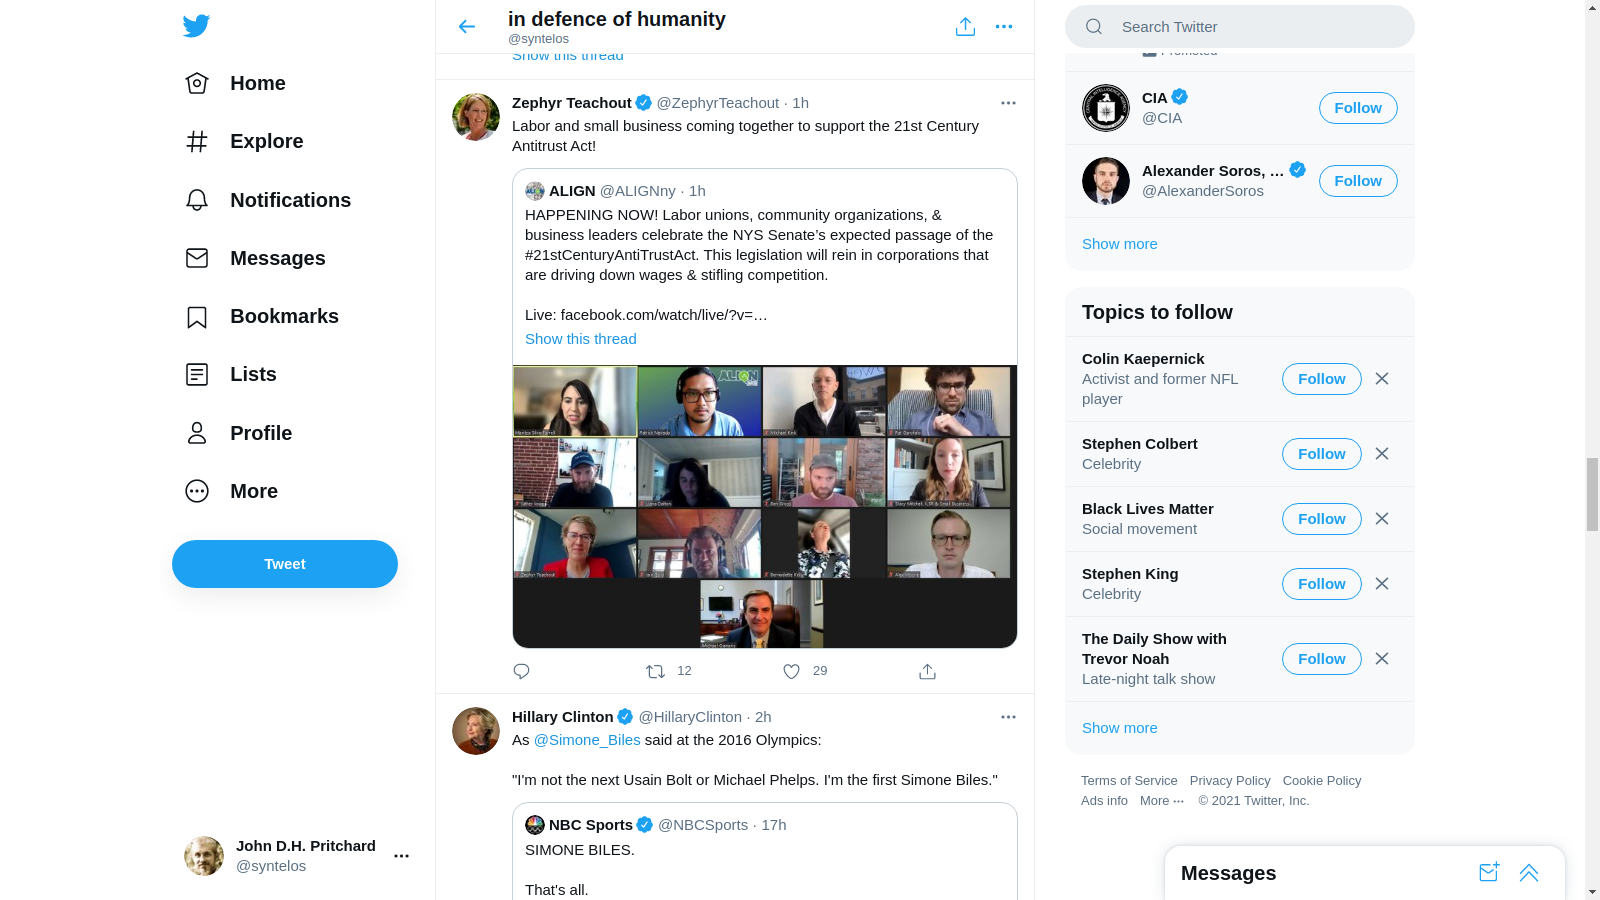 Home
Explore
Notifications
Messages
Bookmarks
Lists
Profile
More
Tweet
John D.H. Pritchard
@syntelos
in defence of humanity
@syntelos
Show this thread
Zephyr Teachout @ZephyrTeachout · 1h
Labor and small business coming together to support the 21st Century
Antitrust Act!
ALIGN @ALIGNny · 1h
HAPPENING NOW! Labor unions, community organizations, &
business leaders celebrate the NYS Senate’s expected passage of the
#21stCenturyAntiTrustAct. This legislation will rein in corporations that
are driving down wages & stifling competition.
Live: facebook.com/watch/live/?v=…
Show this thread
ALIGN
Zephyr Teachout
12
29
Hillary Clinton @HillaryClinton · 2h
As @Simone_Biles said at the 2016 Olympics:
"I'm not the next Usain Bolt or Michael Phelps. I'm the first Simone Biles."
NBC Sports @NBCSports · 17h
SIMONE BILES.
That's all.
Search Twitter
Promoted
CIA
@CIA
Follow
Alexander Soros, …
@AlexanderSoros
Follow
Show more
Topics to follow
Colin Kaepernick
Activist and former NFL
player
Follow
Stephen Colbert
Celebrity
Follow
Black Lives Matter
Social movement
Follow
Stephen King
Celebrity
Follow
The Daily Show with
Trevor Noah
Late-night talk show
Follow
Show more
Terms of Service Privacy Policy Cookie Policy
Ads info More ··· © 2021 Twitter, Inc.
Messages